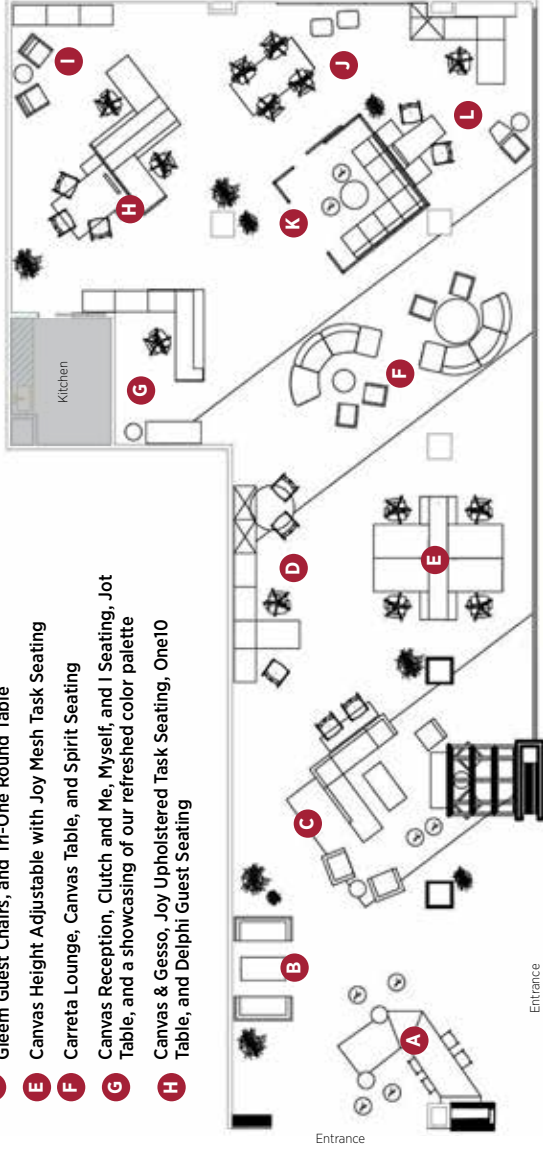 Gleem Guest Chairs, and Tri-One Round Table
E Canvas Height Adjustable with Joy Mesh Task Seating
F Carreta Lounge, Canvas Table, and Spirit Seating
G Canvas Reception, Clutch and Me, Myself, and I Seating, Jot
Table, and a showcasing of our refreshed color palette
H Canvas & Gesso, Joy Upholstered Task Seating, One10
Table, and Delphi Guest Seating
Kitchen
I
H
G
J
K
L
F
D
E
C
B
A
Entrance
Entrance